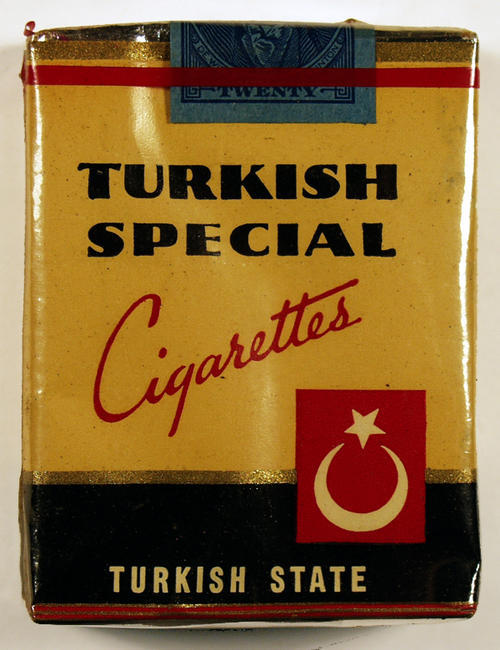 TWENTY
TURKISH
SPECIAL
Cigarettes
TURKISH STATE